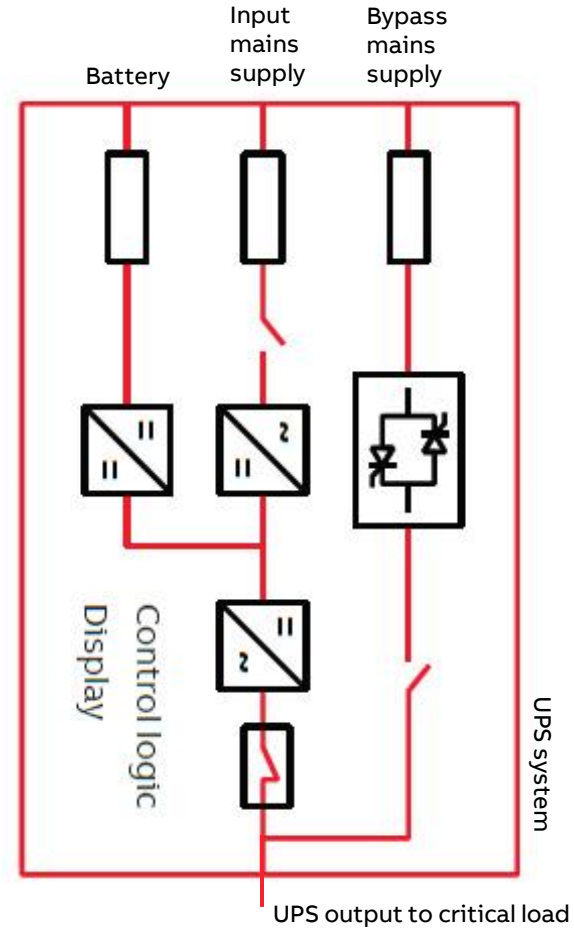 Input
mains
supply
Bypass
mains
supply
Battery
Control logic
Display
UPS system
UPS output to critical load